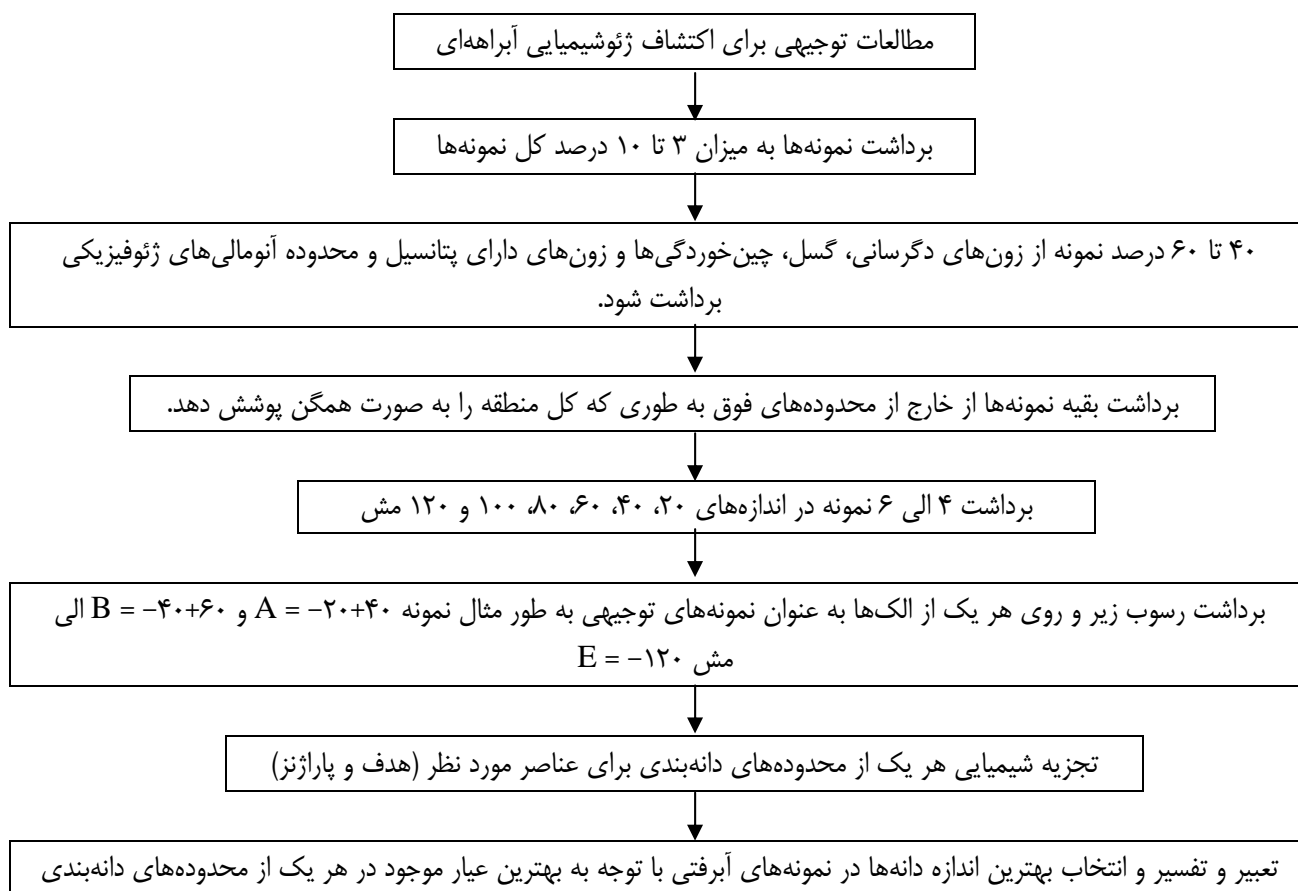 مطالعات توجیهی برای اکتشاف ژئوشیمیایی آبراهه‌ای
برداشت نمونه‌ها به میزان ۳ تا ۱۰ درصد کل نمونه‌ها
۴۰ تا ۶۰ درصد نمونه از زون‌های دگرسانی، گسل، چین‌خوردگی‌ها و زون‌های دارای پتانسیل و محدوده آنومالی‌های ژئوفیزیکی
برداشت شود.
برداشت بقیه نمونه‌ها از خارج از محدوده‌های فوق به طوری که کل منطقه را به صورت همگن پوشش دهد.
برداشت ۴ الی ۶ نمونه در اندازه‌های ۲۰، ۴۰، ۶۰، ۸۰، ۱۰۰ و ۱۲۰ مش
برداشت رسوب زیر و روی هر یک از الک‌ها به عنوان نمونه‌های توجیهی به طور مثال نمونه A = -۲۰+۴۰ و B = -۴۰+۶۰ الی
مش E = -۱۲۰
تجزیه شیمیایی هر یک از محدوده‌های دانه‌بندی برای عناصر مورد نظر (هدف و پاراژنز)
تعبیر و تفسیر و انتخاب بهترین اندازه دانه‌ها در نمونه‌های آبرفتی با توجه به بهترین عیار موجود در هر یک از محدوده‌های دانه‌بندی